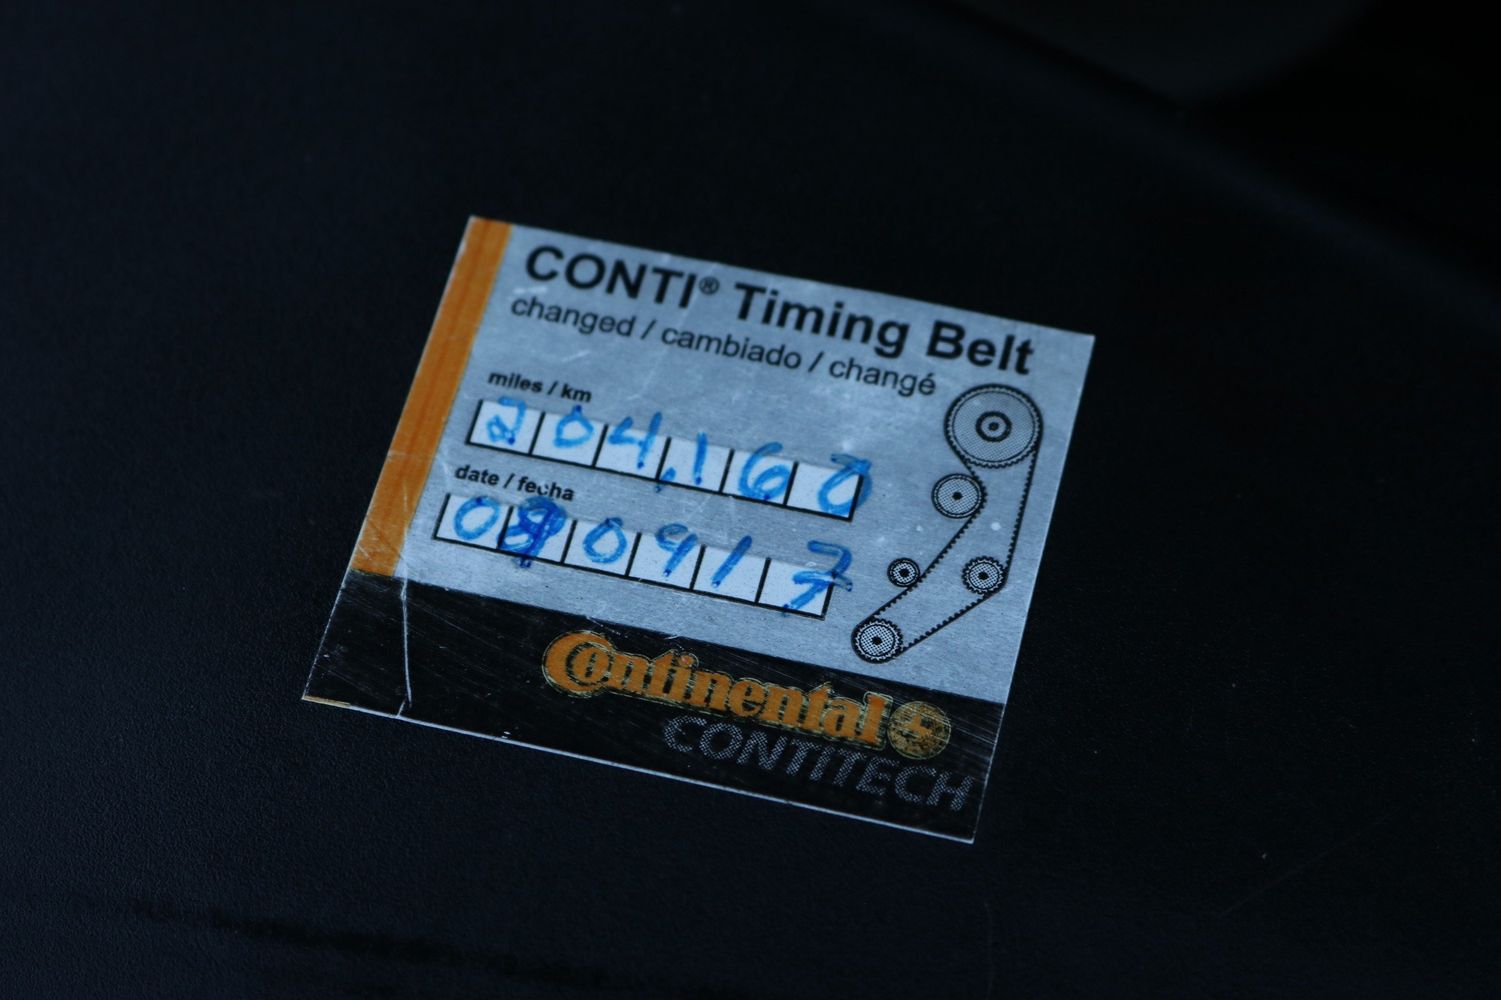 CONTI® Timing Belt
changed / cambiado / changé
miles / km
204,160
date / fecha
080917
Continental
CONTITECH